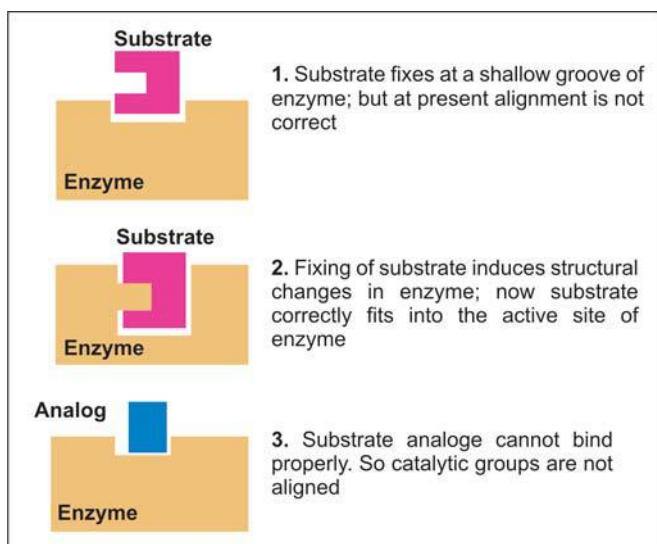 Substrate
1. Substrate fixes at a shallow groove of
enzyme; but at present alignment is not
correct
Enzyme
Substrate
2. Fixing of substrate induces structural
changes in enzyme; now substrate
correctly fits into the active site of
enzyme
Enzyme
Analog
3. Substrate analoge cannot bind
properly. So catalytic groups are not
aligned
Enzyme